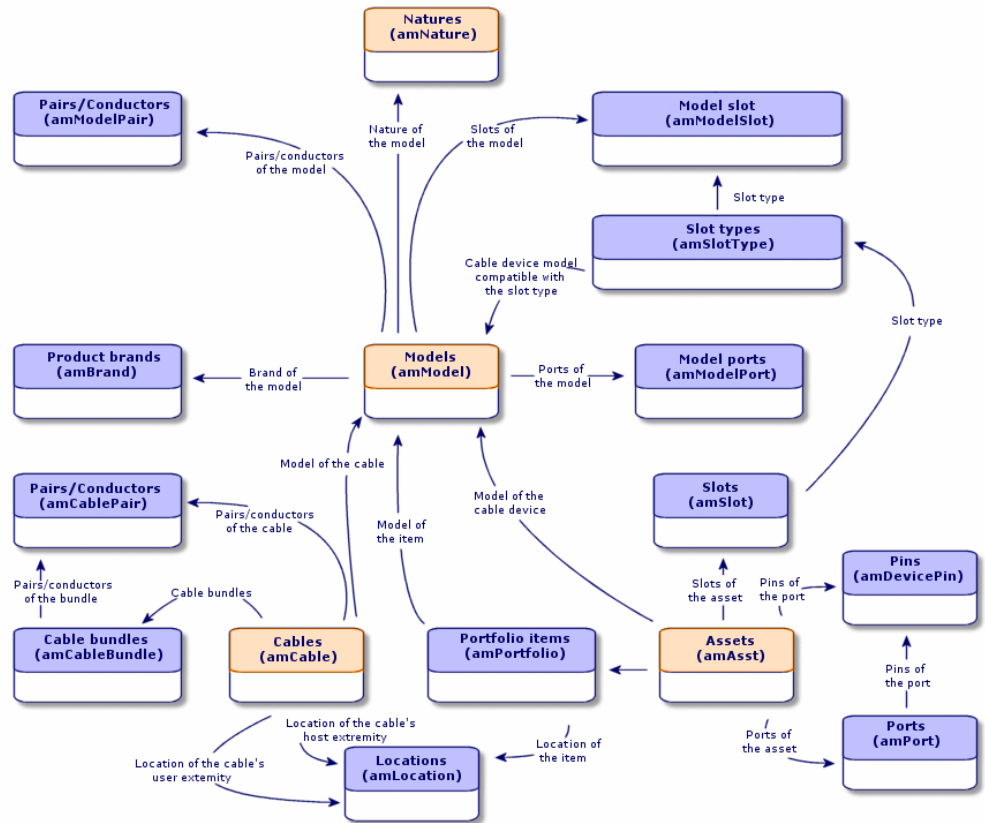 Natures
(amNature)
Pairs/Conductors
(amModelPair)
Model slot
(amModelSlot)
Nature of
the model
Slots of
the model
Pairs/conductors
of the model
Slot type
Slot types
(amSlotType)
Cable device model
compatible with
the slot type
Slot type
Product brands
(amBrand)
Brand of
the model
Models
(amModel)
Ports of
the model
Model ports
(amModelPort)
Model of the cable
Pairs/Conductors
(amCablePair)
Pairs/conductors
of the cable
Model of
the item
Model of the
cable device
Slots
(amSlot)
Pairs/conductors
of the bundle
Cable bundles
Slots of
the asset
Pins of
the port
Pins
(amDevicePin)
Cable bundles
(amCableBundle)
Cables
(amCable)
Portfolio items
(amPortfolio)
Assets
(amAsst)
Pins of
the port
Location of the cable's
host extremity
Location of the cable's
user extemity
Locations
(amLocation)
Location of
the item
Ports of
the asset
Ports
(amPort)